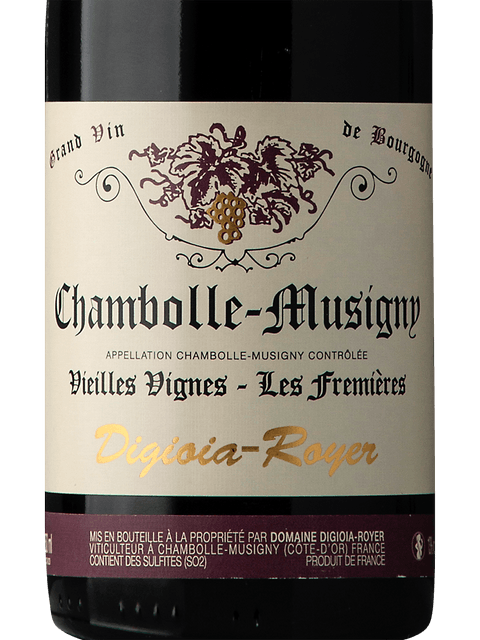 Grand Vin de Bourgogne
Chambolle-Musigny
APPELLATION CHAMBOLLE-MUSIGNY CONTRÔLÉE
Vieilles Vignes - Les Fremières
Digioia-Royer
MIS EN BOUTEILLE À LA PROPRIÉTÉ PAR DOMAINE DIGIOIA-ROYER
VITICULTEUR À CHAMBOLLE-MUSIGNY (CÔTE-D'OR) FRANCE
CONTIENT DES SULFITES (SO2) PRODUIT DE FRANCE